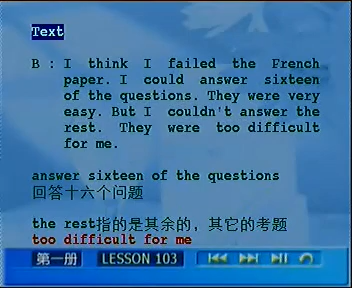 Text
B : I think I failed the French
paper. I could answer sixteen
of the questions. They were very
easy. But I couldn't answer the
rest. They were too difficult
for me.
answer sixteen of the questions
回答十六个问题
the rest指的是其余的，其它的考题
too difficult for me
第一册 LESSON 103